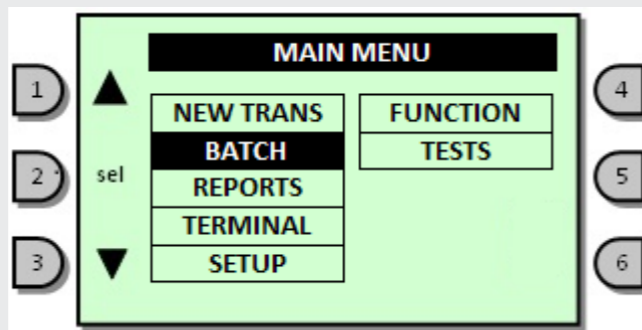 MAIN MENU
1 4
NEW TRANS FUNCTION
BATCH TESTS
2 sel 5
REPORTS
TERMINAL
3 SETUP 6